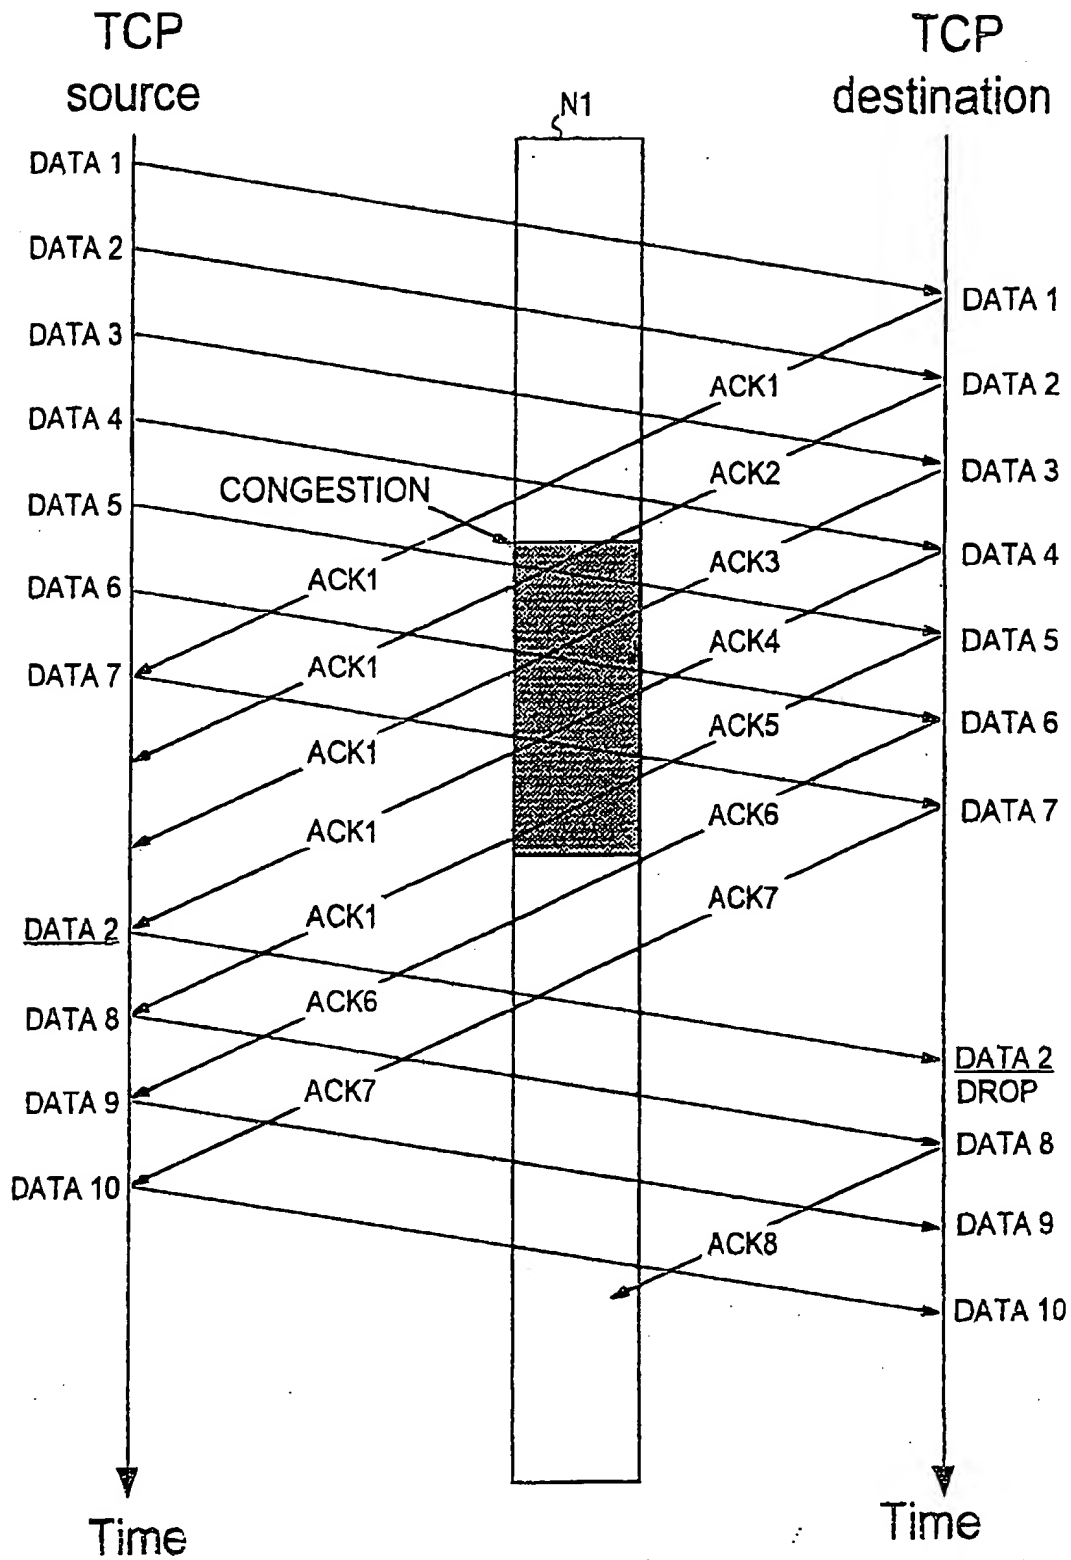 TCP
source
TCP
destination
N1
DATA 1
DATA 2
DATA 3
DATA 4
DATA 5
DATA 6
DATA 7
DATA 2
DATA 8
DATA 9
DATA 10
CONGESTION
ACK1
ACK1
ACK1
ACK1
ACK1
ACK6
ACK7
ACK1
ACK2
ACK3
ACK4
ACK5
ACK6
ACK7
ACK8
DATA 1
DATA 2
DATA 3
DATA 4
DATA 5
DATA 6
DATA 7
DATA 2
DROP
DATA 8
DATA 9
DATA 10
Time
Time